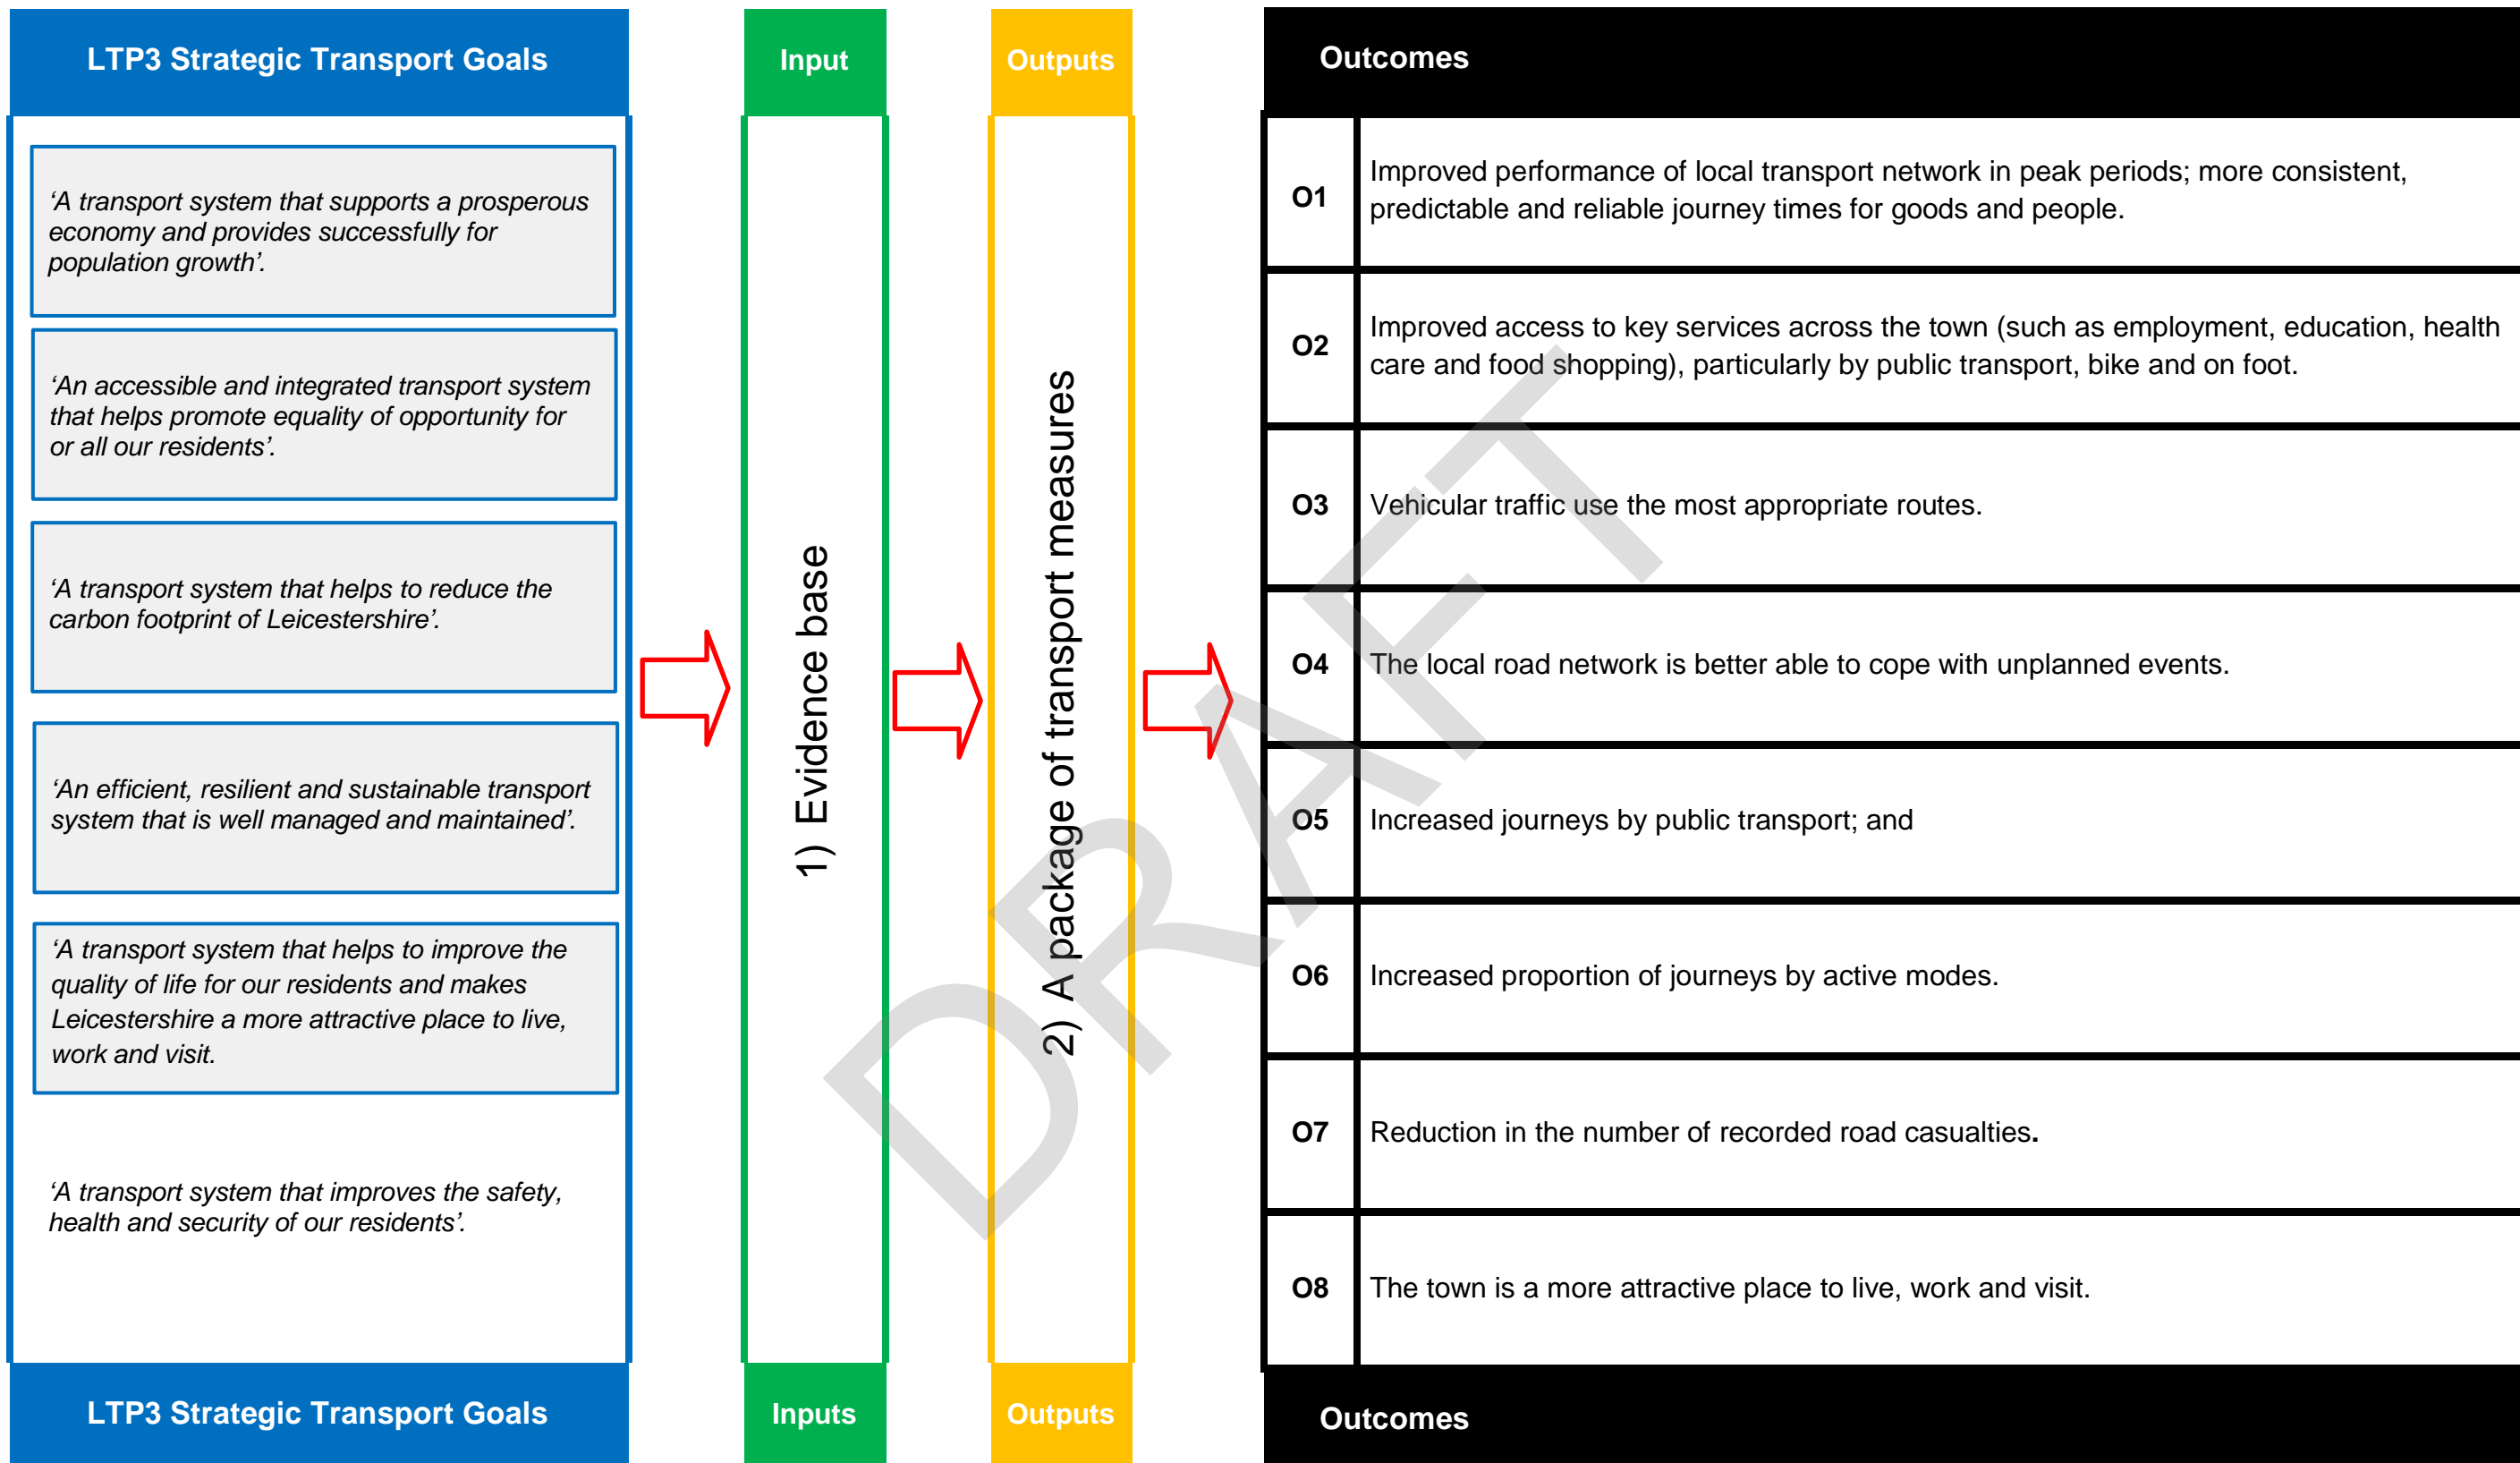 LTP3 Strategic Transport Goals
‘A transport system that supports a prosperous
economy and provides successfully for
population growth’.
‘An accessible and integrated transport system
that helps promote equality of opportunity for
or all our residents’.
‘A transport system that helps to reduce the
carbon footprint of Leicestershire’.
‘An efficient, resilient and sustainable transport
system that is well managed and maintained’.
‘A transport system that helps to improve the
quality of life for our residents and makes
Leicestershire a more attractive place to live,
work and visit.
‘A transport system that improves the safety,
health and security of our residents’.
LTP3 Strategic Transport Goals
Input
1) Evidence base
Inputs
Outputs
2) A package of transport measures
Outputs
Outcomes
O1
Improved performance of local transport network in peak periods; more consistent,
predictable and reliable journey times for goods and people.
O2
Improved access to key services across the town (such as employment, education, health
care and food shopping), particularly by public transport, bike and on foot.
O3
Vehicular traffic use the most appropriate routes.
O4
The local road network is better able to cope with unplanned events.
O5
Increased journeys by public transport; and
O6
Increased proportion of journeys by active modes.
O7
Reduction in the number of recorded road casualties.
O8
The town is a more attractive place to live, work and visit.
Outcomes
DRAFT